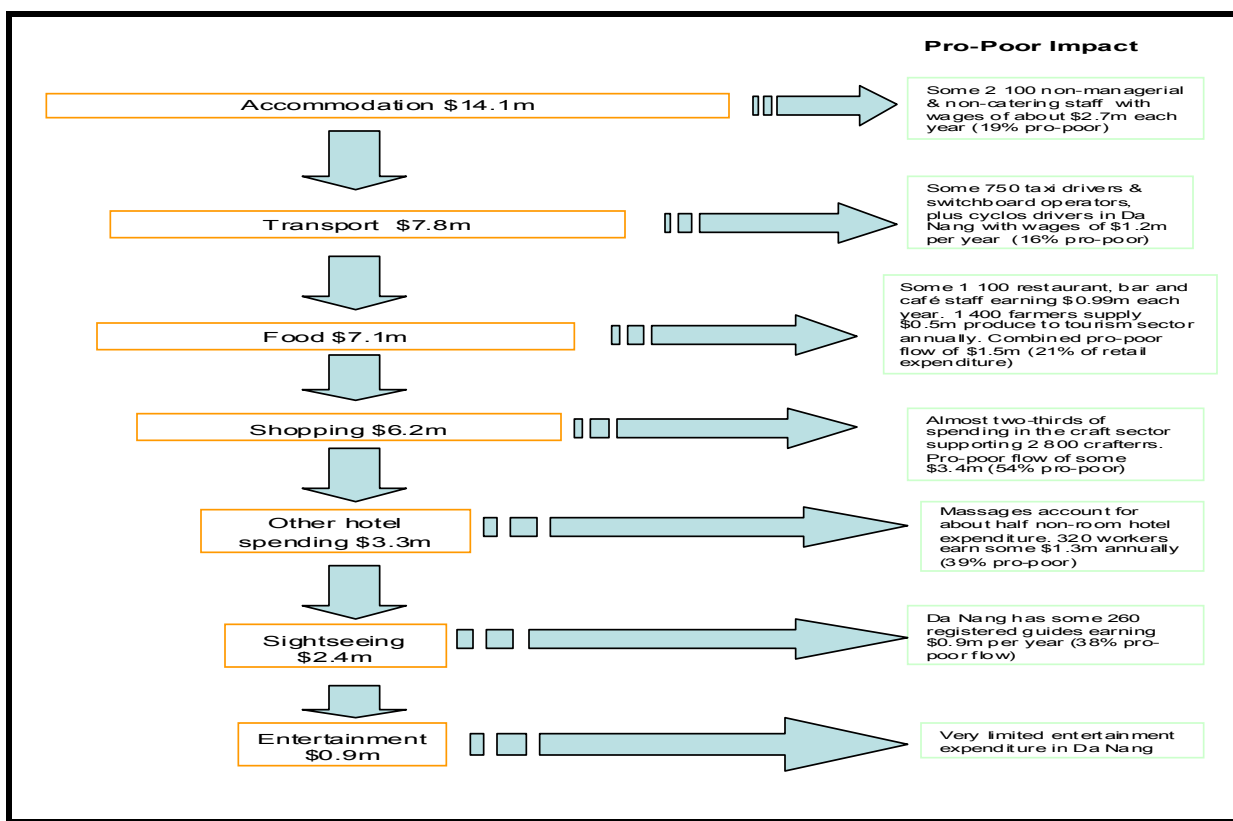 Pro-Poor Impact
Accommodation $14.1m
Some 2 100 non-managerial
& non-catering staff with
wages of about $2.7m each
year (19% pro-poor)
Transport $7.8m
Some 750 taxi drivers &
switchboard operators,
plus cyclos drivers in Da
Nang with wages of $1.2m
per year (16% pro-poor)
Food $7.1m
Some 1 100 restaurant, bar and
café staff earning $0.99m each
year. 1 400 farmers supply
$0.5m produce to tourism sector
annually. Combined pro-poor
flow of $1.5m (21% of retail
expenditure)
Shopping $6.2m
Almost two-thirds of
spending in the craft sector
supporting 2 800 crafterrs.
Pro-poor flow of some
$3.4m (54% pro-poor)
Other hotel
spending $3.3m
Massages account for
about half non-room hotel
expenditure. 320 workers
earn some $1.3m annually
(39% pro-poor)
Sightseeing
$2.4m
Da Nang has some 260
registered guides earning
$0.9m per year (38% pro-
poor flow)
Entertainment
$0.9m
Very limited entertainment
expenditure in Da Nang